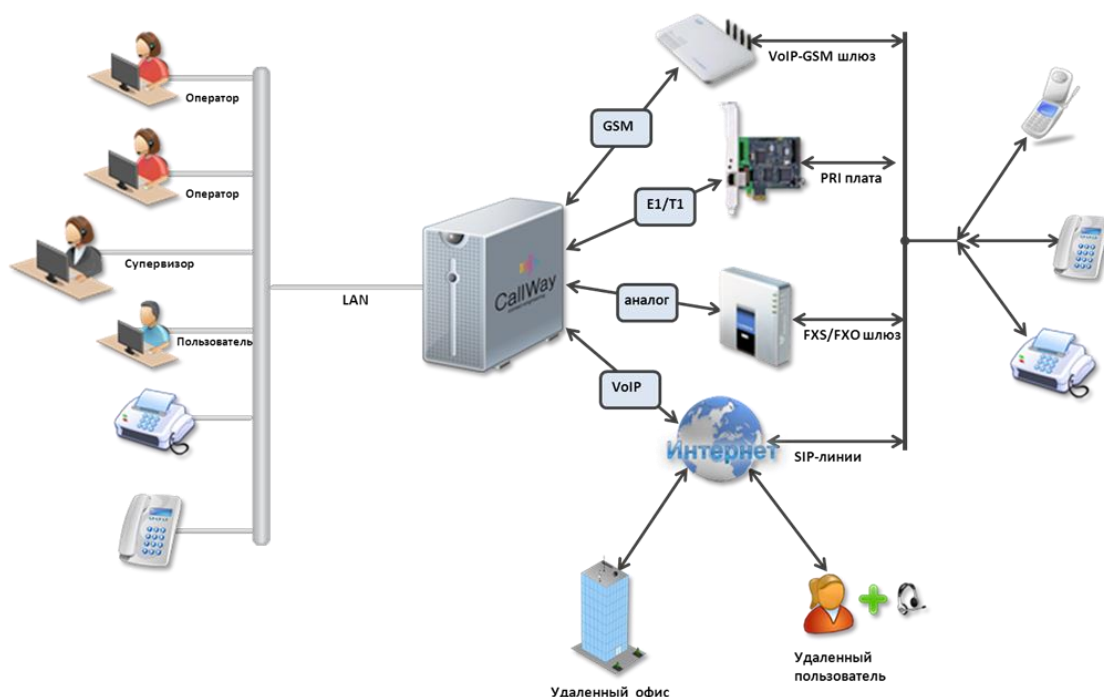 Оператор
Оператор
Супервизор
Пользователь
LAN
CallWay
GSM
E1/T1
аналог
VoIP
VoIP-GSM шлюз
PRI плата
FXS/FXO шлюз
Интернет
SIP-линии
Удаленный офис
Удаленный
пользователь